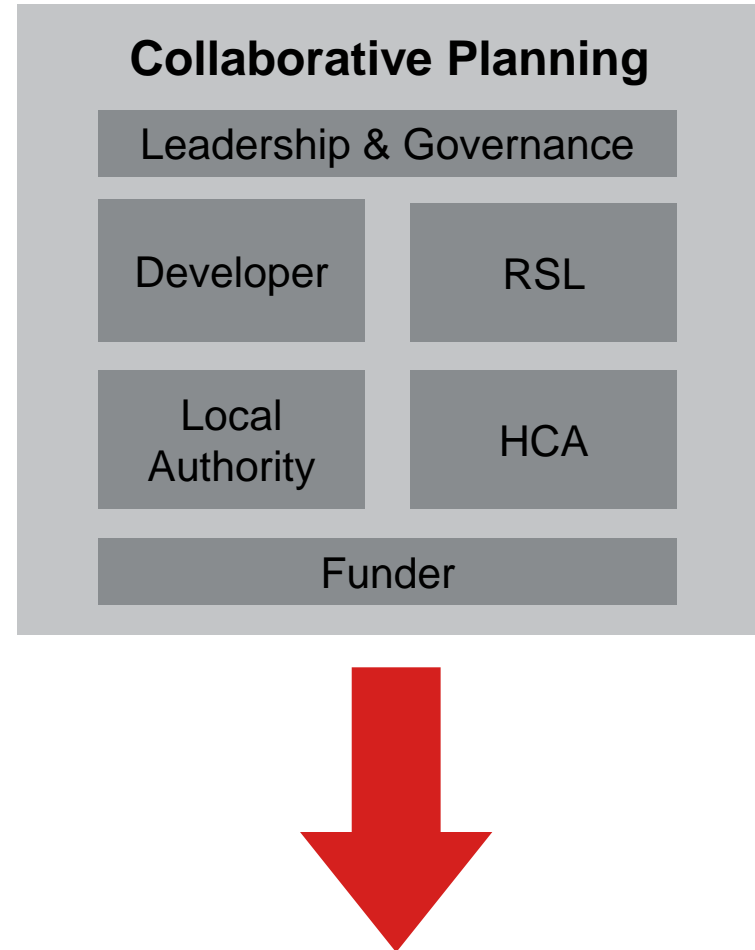 Collaborative Planning
Leadership & Governance
Developer
RSL
Local
Authority
HCA
Funder